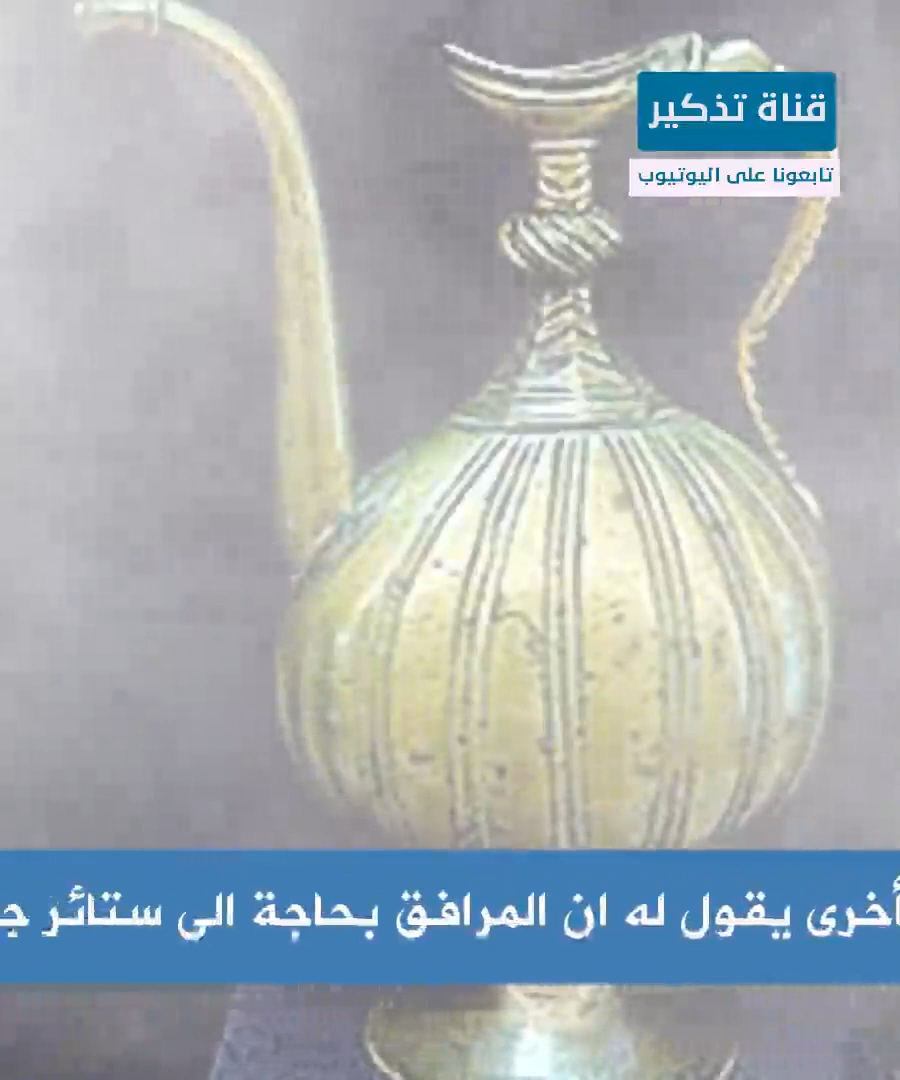 قناة تذكير
تابعونا على اليوتيوب
أخرى يقول له ان المرافق بحاجة الى ستائر